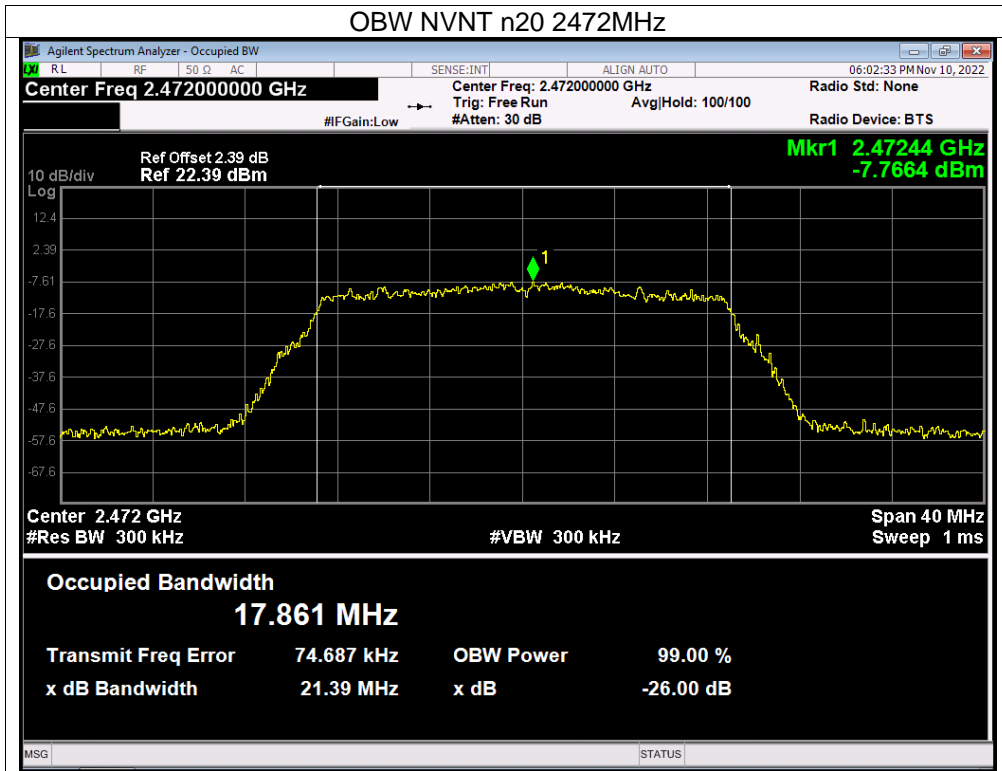 OBW NVNT n20 2472MHz
Agilent Spectrum Analyzer - Occupied BW
LXI RL RF 50 Ω AC SENSE:INT ALIGN AUTO 06:02:33 PM Nov 10, 2022
Center Freq 2.472000000 GHz Center Freq: 2.472000000 GHz Radio Std: None
Trig: Free Run Avg|Hold: 100/100
#IFGain:Low #Atten: 30 dB Radio Device: BTS
Mkr1 2.47244 GHz
-7.7664 dBm
Ref Offset 2.39 dB
10 dB/div Ref 22.39 dBm
Log
12.4
2.39
-7.61
-17.6
-27.6
-37.6
-47.6
-57.6
-67.6
1
Center 2.472 GHz Span 40 MHz
#Res BW 300 kHz #VBW 300 kHz Sweep 1 ms
Occupied Bandwidth
17.861 MHz
Transmit Freq Error 74.687 kHz OBW Power 99.00 %
x dB Bandwidth 21.39 MHz x dB -26.00 dB
MSG STATUS